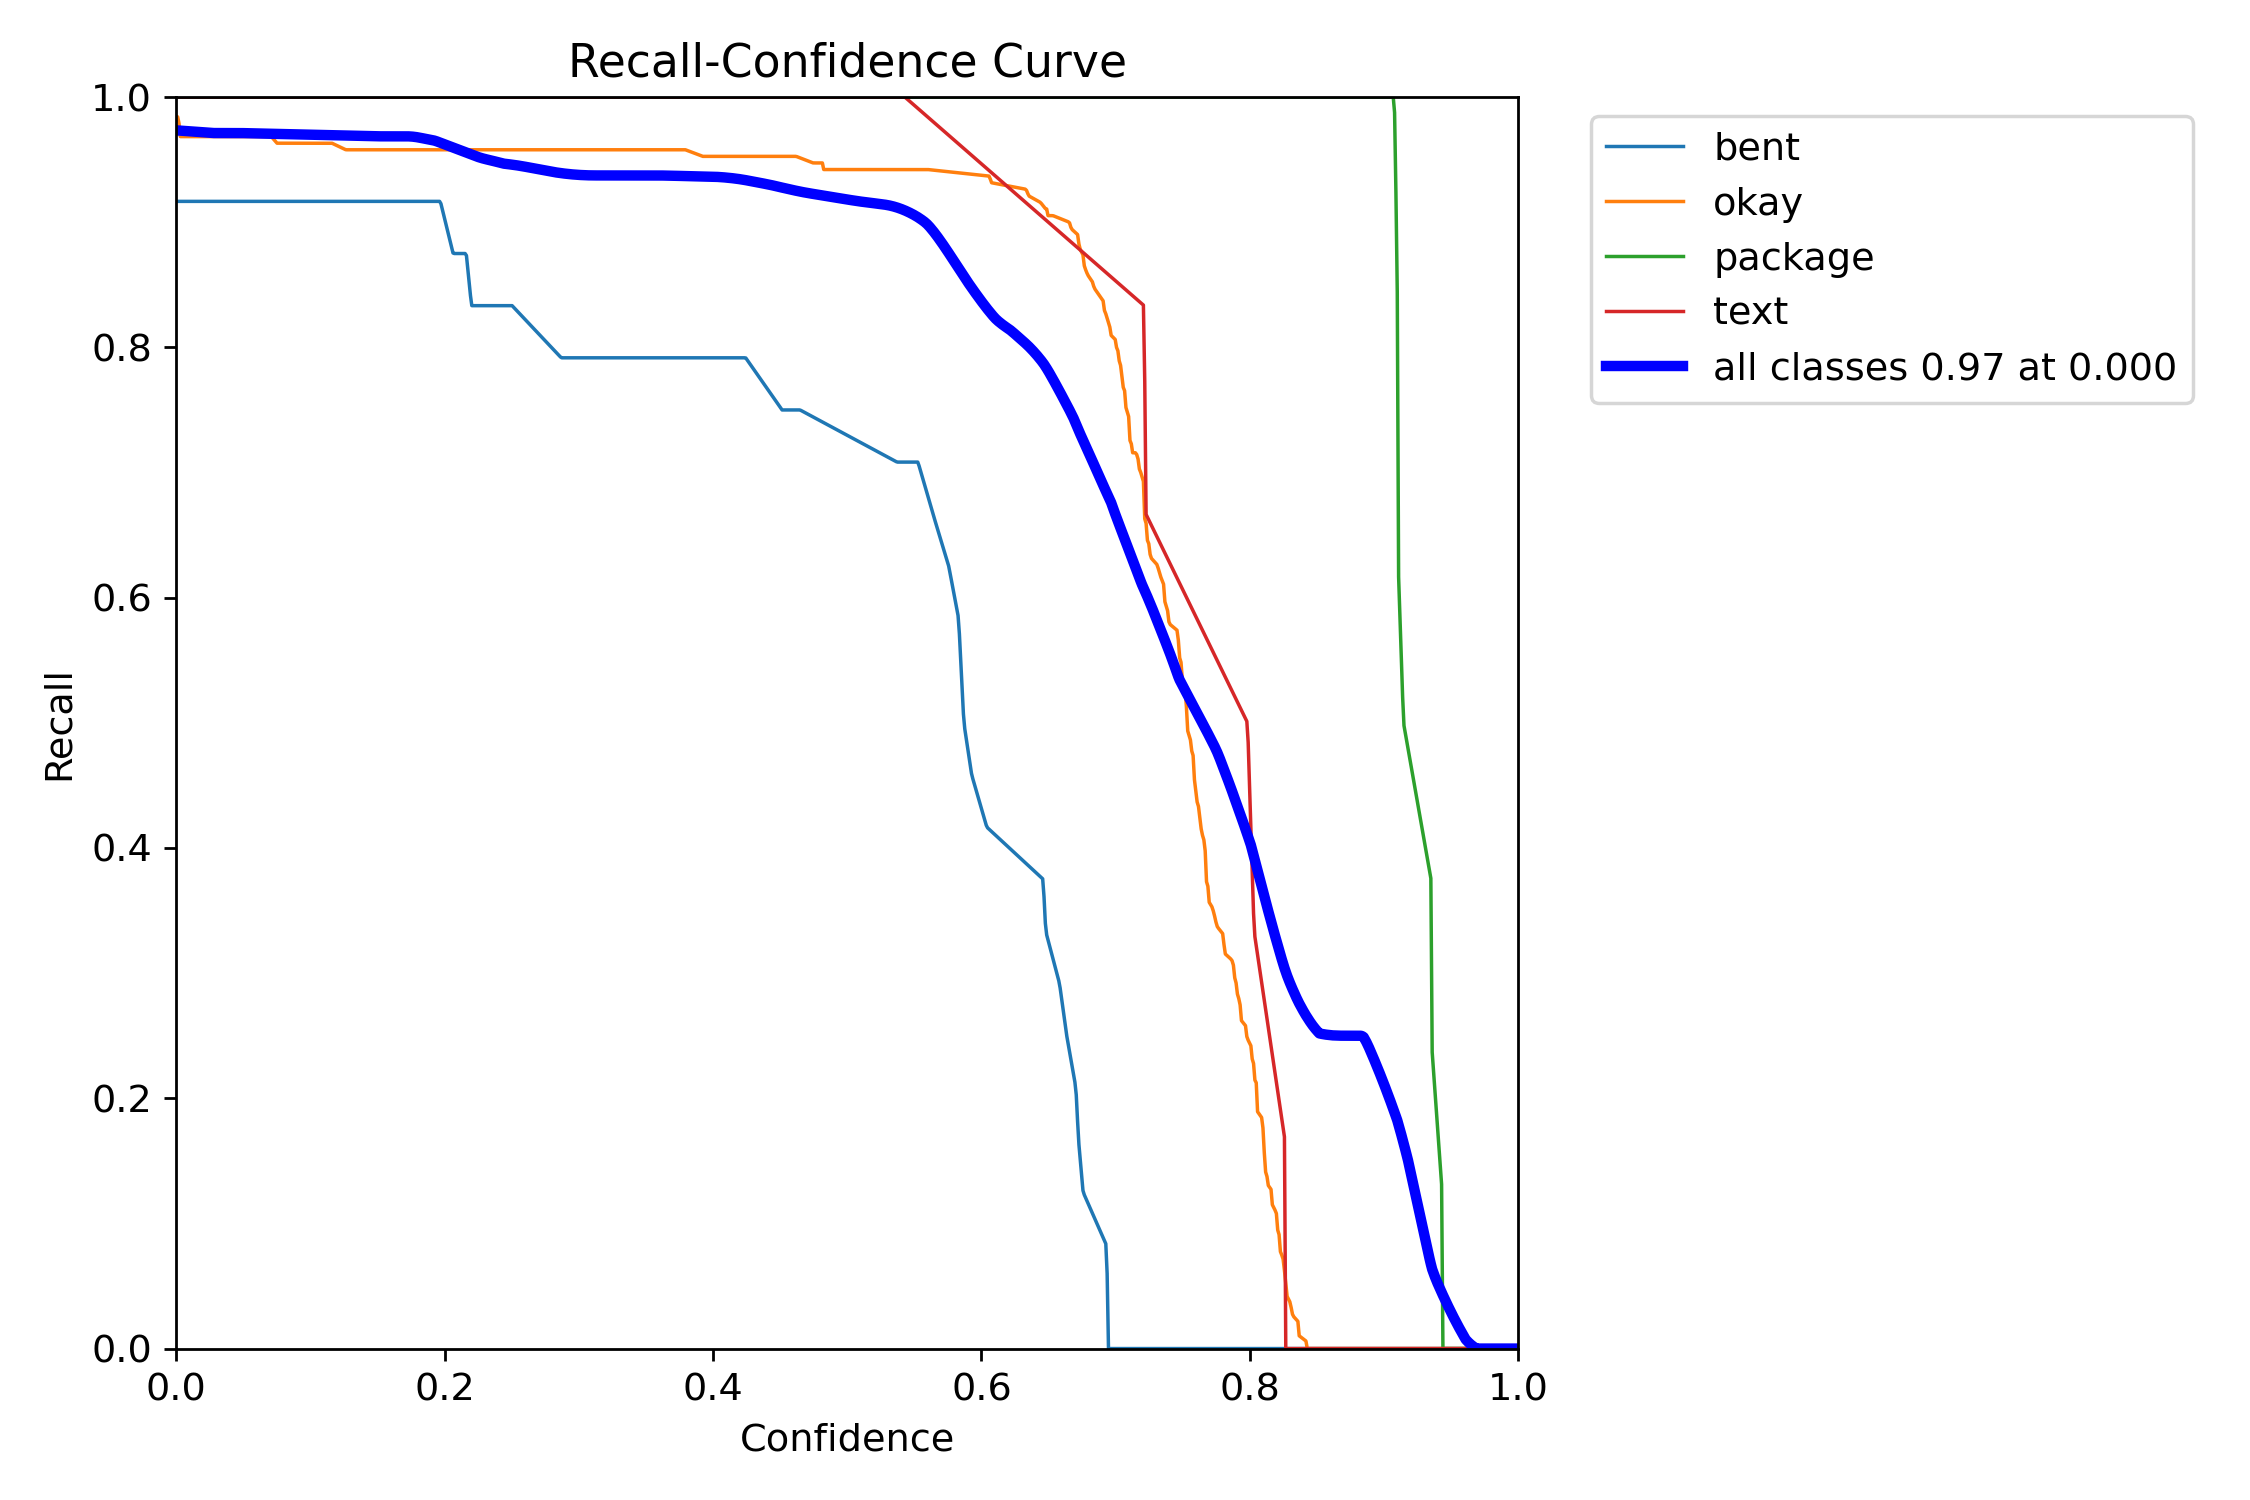 Recall-Confidence Curve
1.0
0.8
0.6
0.4
0.2
0.0
Recall
0.0 0.2 0.4 0.6 0.8 1.0
Confidence
bent
okay
package
text
all classes 0.97 at 0.000